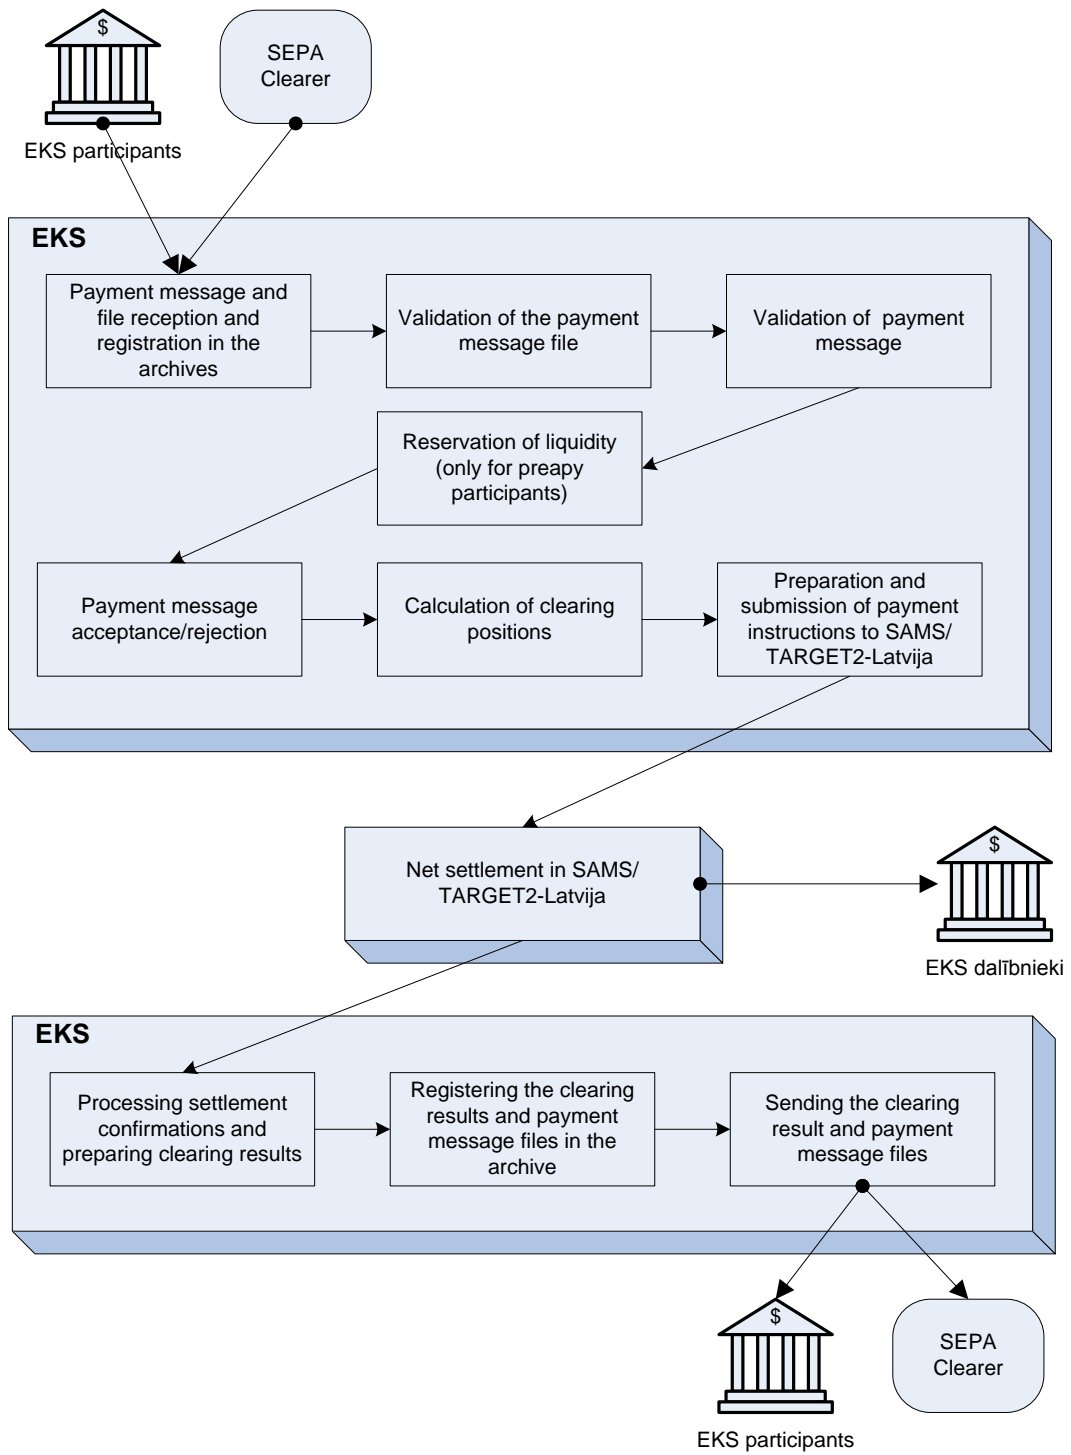 $
SEPA
Clearer
EKS participants
EKS
Payment message and
file reception and
registration in the
archives
Validation of the payment
message file
Validation of  payment
message
Reservation of liquidity
(only for preapy
participants)
Payment message
acceptance/rejection
Calculation of clearing
positions
Preparation and
submission of payment
instructions to SAMS/
TARGET2-Latvija
Net settlement in SAMS/
TARGET2-Latvija
$
EKS dalībnieki
EKS
Processing settlement
confirmations and
preparing clearing results
Registering the clearing
results and payment
message files in the
archive
Sending the clearing
result and payment
message files
$
EKS participants
SEPA
Clearer